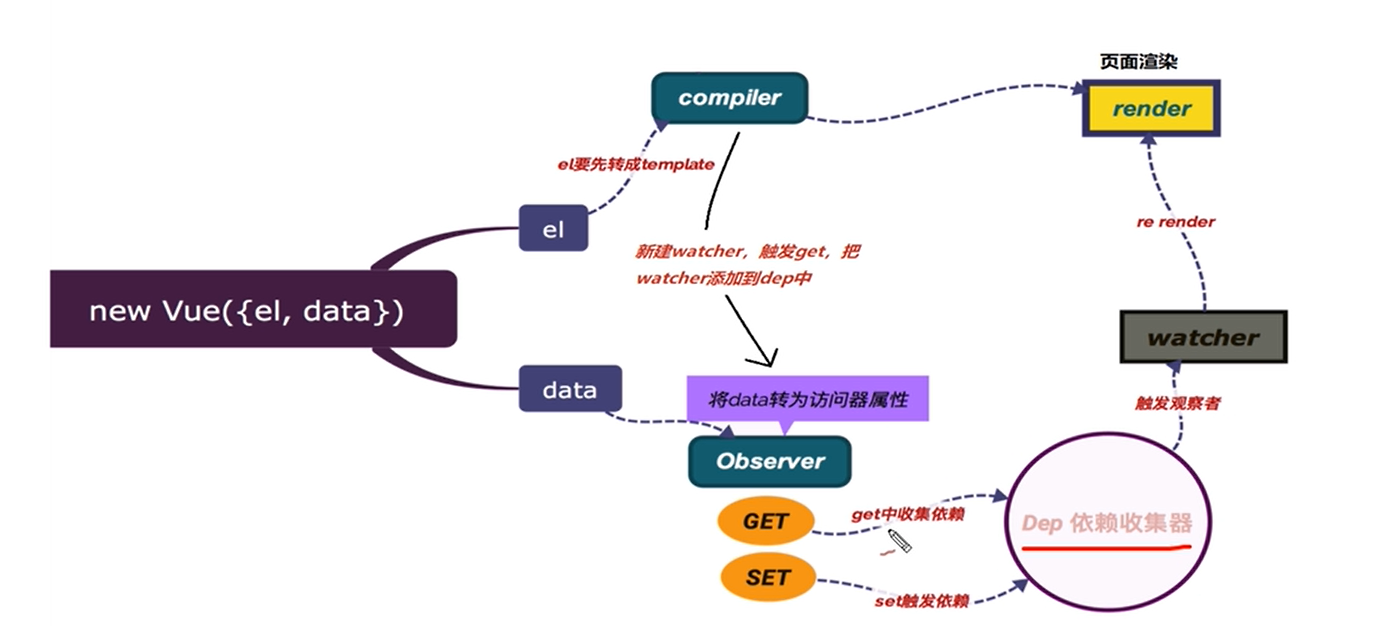 页面渲染
compiler
render
el要先转成template
el
re render
新建watcher，触发get，把
watcher添加到dep中
new Vue({el, data})
watcher
data
将data转为访问器属性
触发观察者
Observer
GET
get中收集依赖
Dep 依赖收集器
SET
set触发依赖